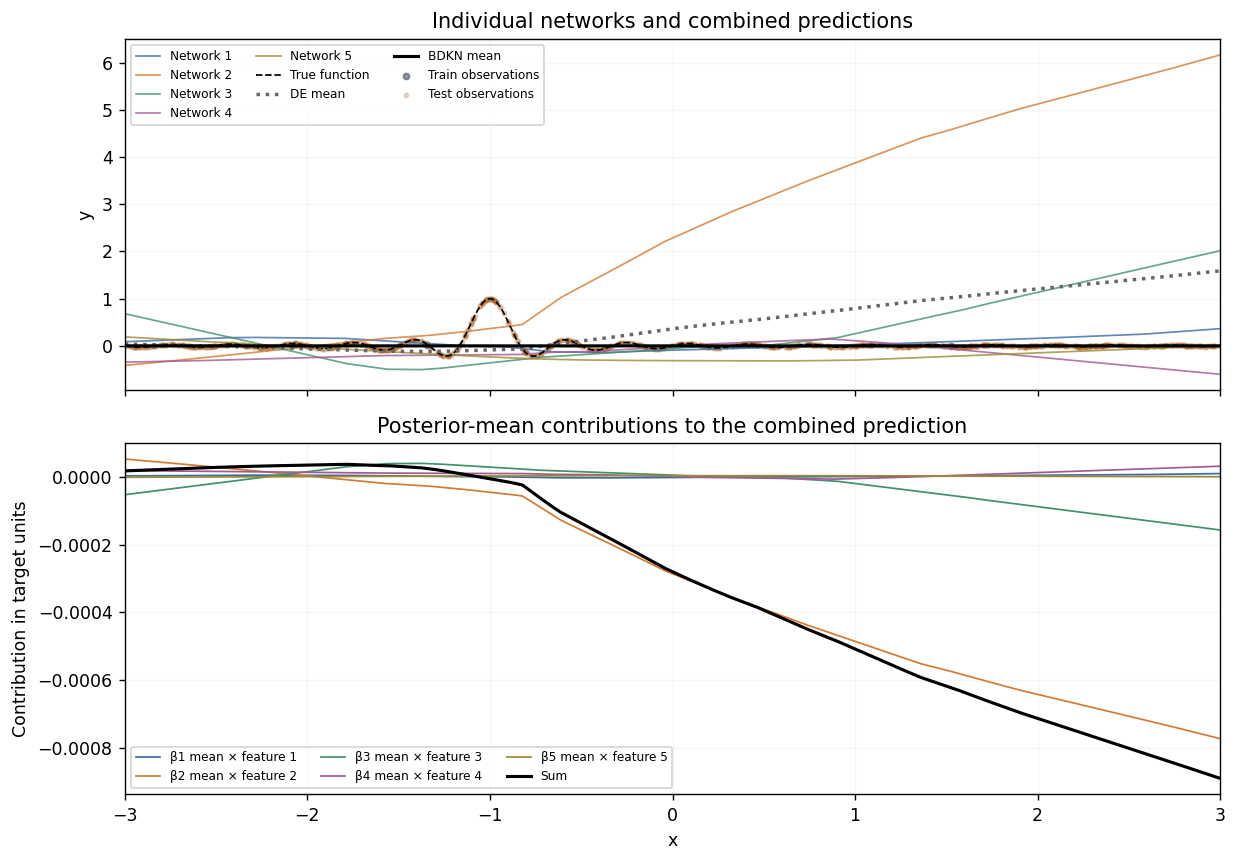 Individual networks and combined predictions
Network 1
Network 2
Network 3
Network 4
Network 5
True function
DE mean
BDKN mean
Train observations
Test observations
6
5
4
3
2
1
0
y
Posterior-mean contributions to the combined prediction
0.0000
−0.0002
−0.0004
−0.0006
−0.0008
Contribution in target units
β1 mean × feature 1
β2 mean × feature 2
β3 mean × feature 3
β4 mean × feature 4
β5 mean × feature 5
Sum
−3 −2 −1 0 1 2 3
x